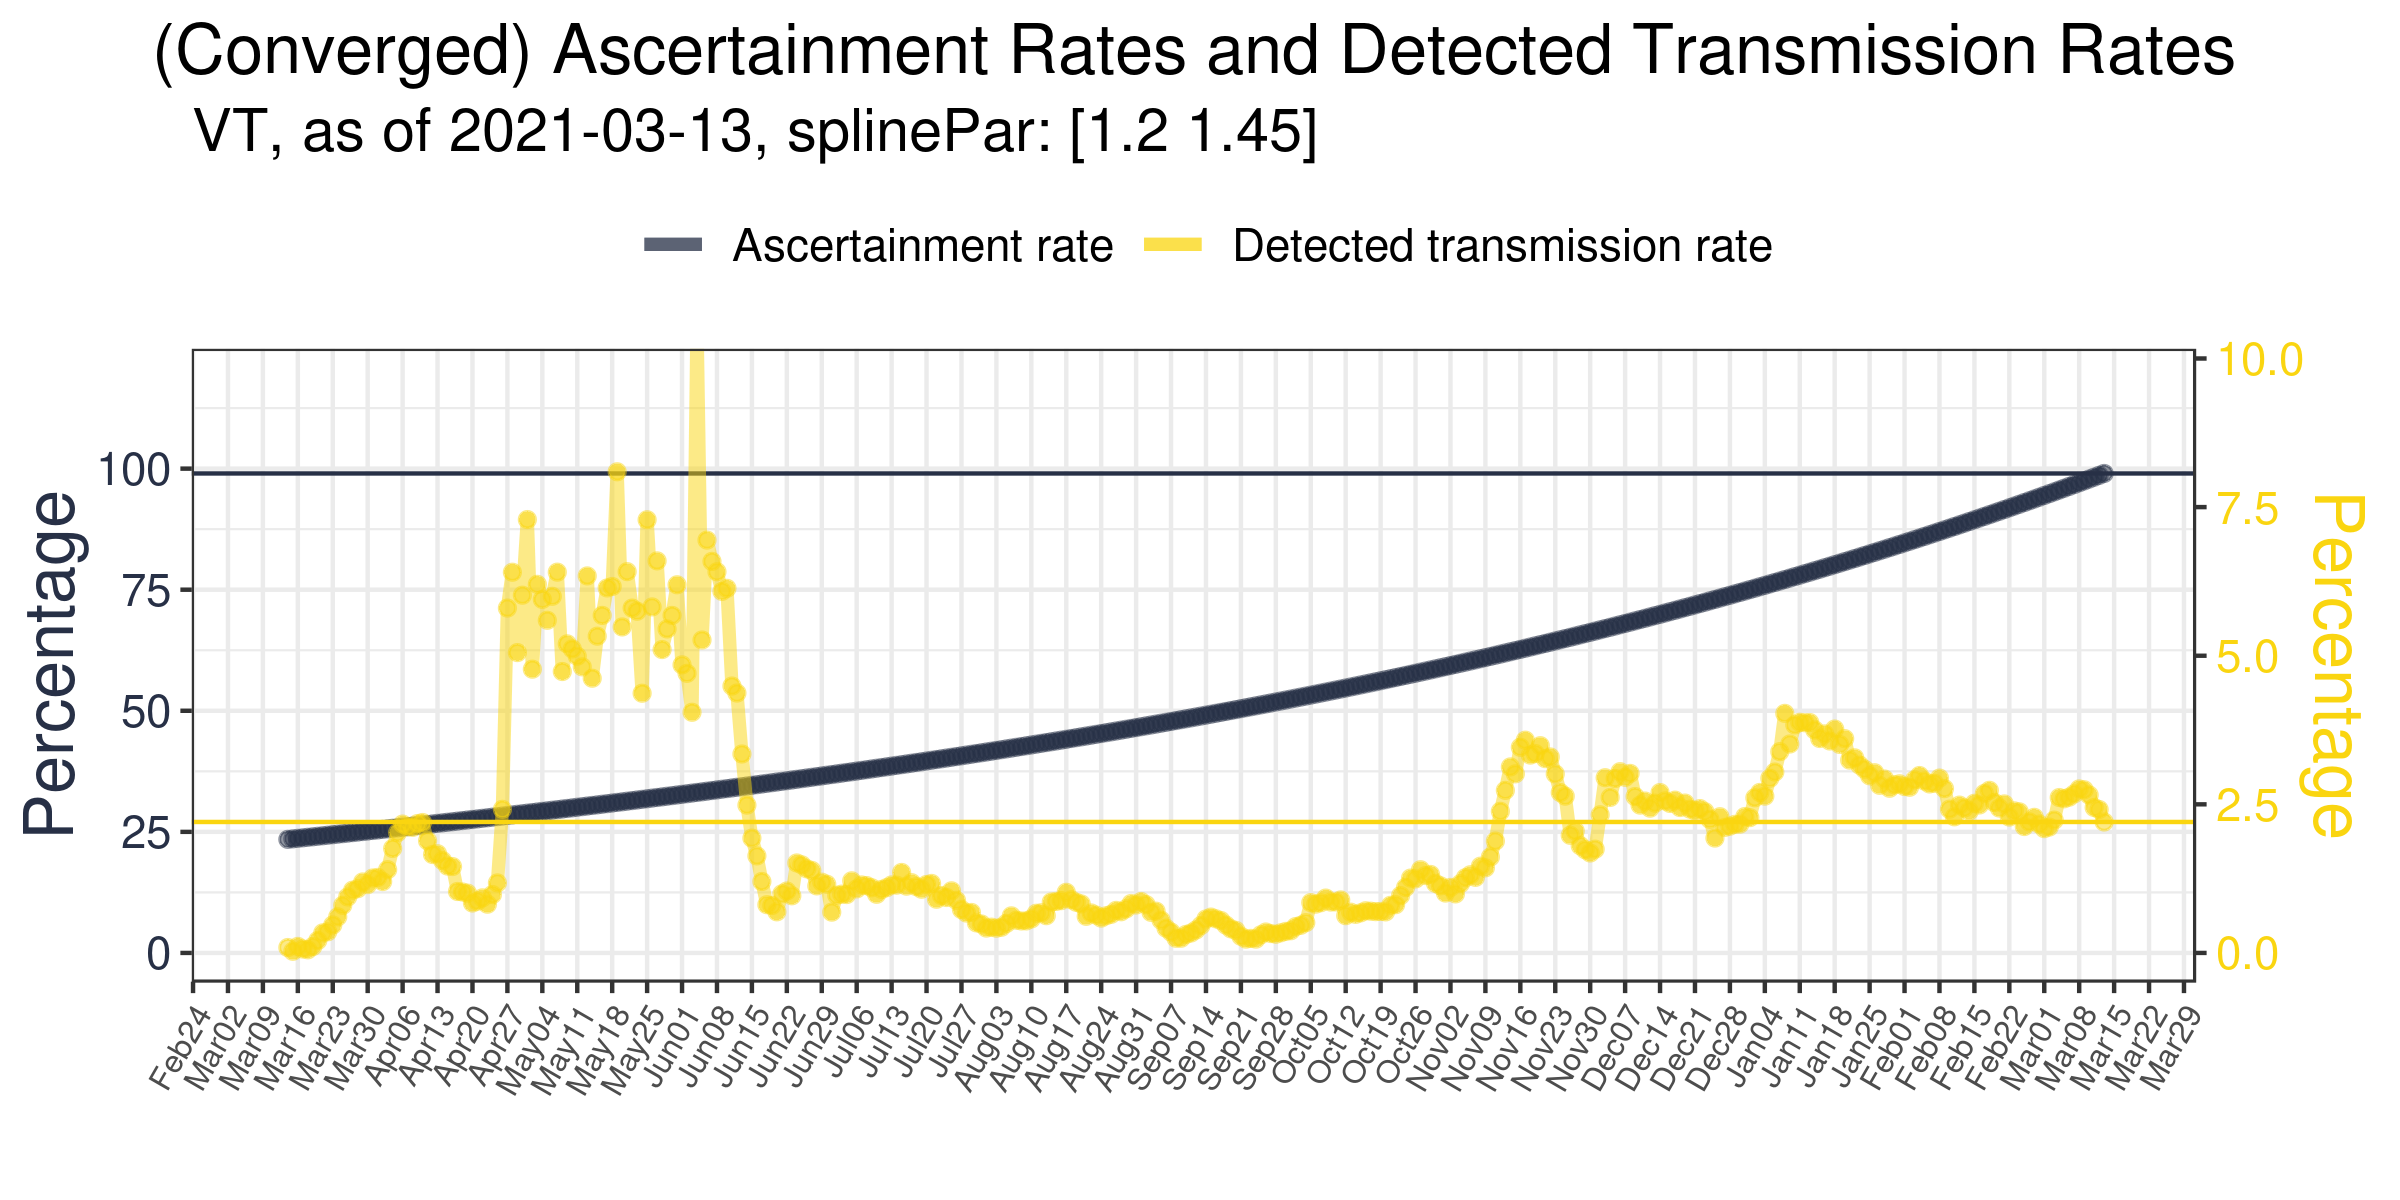 (Converged) Ascertainment Rates and Detected Transmission Rates
VT, as of 2021-03-13, splinePar: [1.2 1.45]
Ascertainment rate
Detected transmission rate
Percentage
100
75
50
25
0
10.0
7.5
5.0
2.5
0.0
Percentage
Feb24
Mar02
Mar09
Mar16
Mar23
Mar30
Apr06
Apr13
Apr20
Apr27
May04
May11
May18
May25
Jun01
Jun08
Jun15
Jun22
Jun29
Jul06
Jul13
Jul20
Jul27
Aug03
Aug10
Aug17
Aug24
Aug31
Sep07
Sep14
Sep21
Sep28
Oct05
Oct12
Oct19
Oct26
Nov02
Nov09
Nov16
Nov23
Nov30
Dec07
Dec14
Dec21
Dec28
Jan04
Jan11
Jan18
Jan25
Feb01
Feb08
Feb15
Feb22
Mar01
Mar08
Mar15
Mar22
Mar29